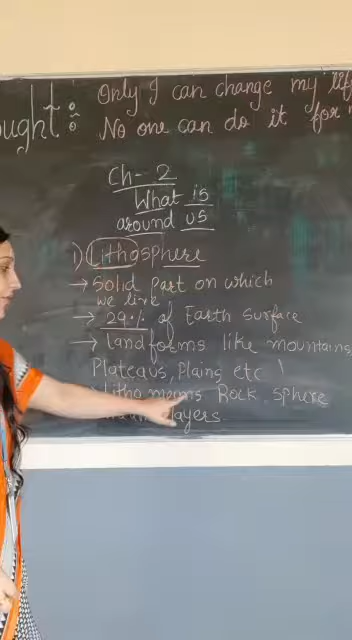 ought :
Only I can change my lif
No one can do it for
Ch- 2
What is
around us
1) Lithosphere
→ Solid part on which
we live
→ 29% of Earth Surface
→ Landforms like mountains,
Plateaus, Plains, etc
Litho means Rock, sphere
layers.